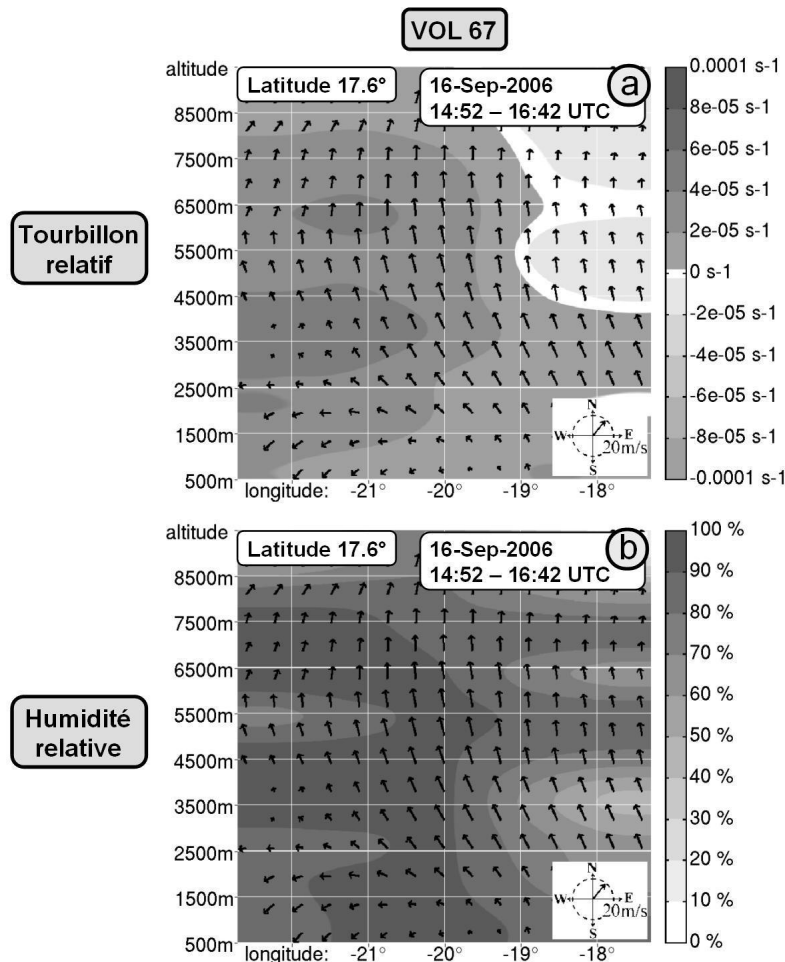 VOL 67
altitude
Latitude 17.6°
16-Sep-2006
14:52 – 16:42 UTC
a
8500m
7500m
6500m
5500m
4500m
3500m
2500m
1500m
500m
longitude:
-21°
-20°
-19°
-18°
N
W
E
S
20m/s
0.0001 s-1
8e-05 s-1
6e-05 s-1
4e-05 s-1
2e-05 s-1
0 s-1
-2e-05 s-1
-4e-05 s-1
-6e-05 s-1
-8e-05 s-1
-0.0001 s-1
Tourbillon
relatif
altitude
Latitude 17.6°
16-Sep-2006
14:52 – 16:42 UTC
b
8500m
7500m
6500m
5500m
4500m
3500m
2500m
1500m
500m
longitude:
-21°
-20°
-19°
-18°
N
W
E
S
20m/s
100 %
90 %
80 %
70 %
60 %
50 %
40 %
30 %
20 %
10 %
0 %
Humidité
relative